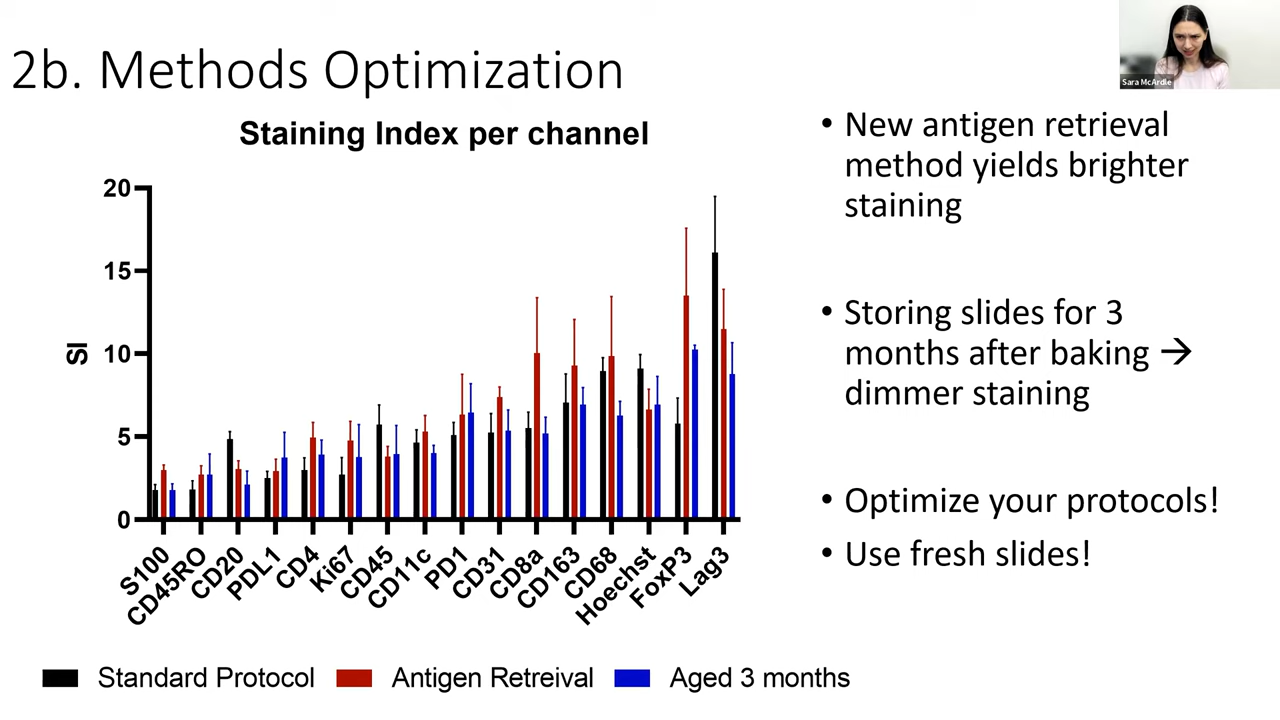 2b. Methods Optimization
Sara McArdle
Staining Index per channel
SI
20
15
10
5
0
S100
CD45RO
CD20
PDL1
CD4
Ki67
CD45
CD11c
PD1
CD31
CD8a
CD163
CD68
Hoechst
FoxP3
Lag3
Standard Protocol
Antigen Retreival
Aged 3 months
• New antigen retrieval
method yields brighter
staining
• Storing slides for 3
months after baking →
dimmer staining
• Optimize your protocols!
• Use fresh slides!